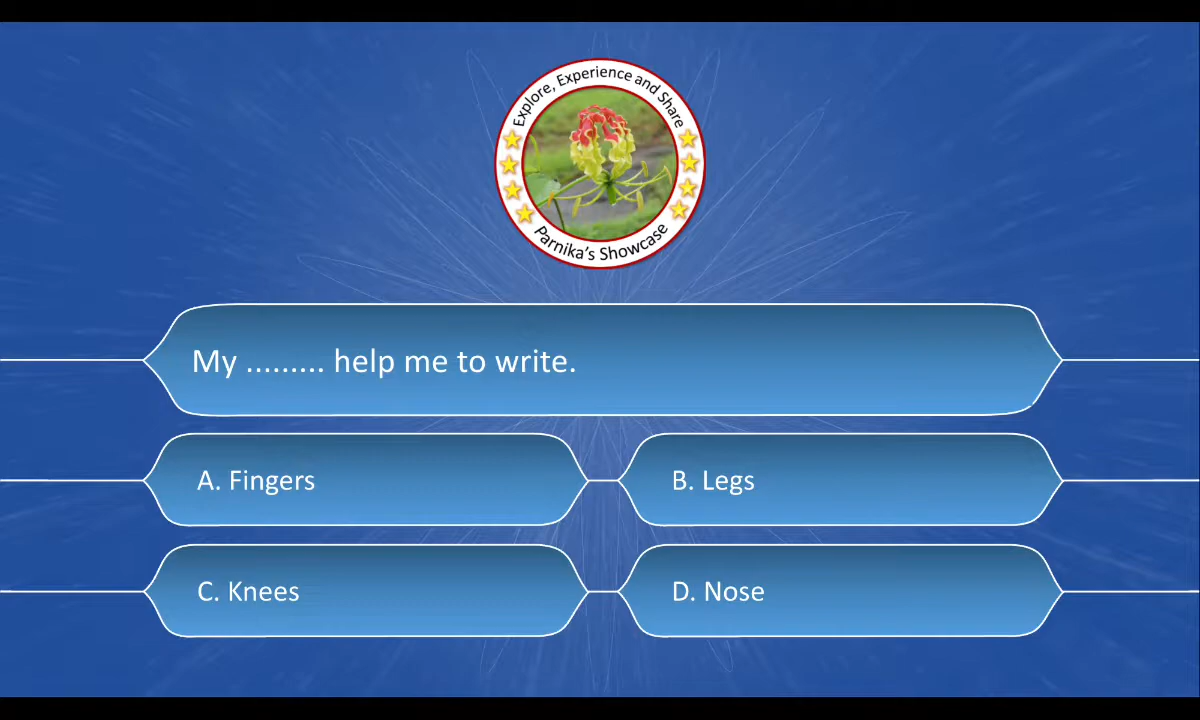 Explore, Experience and Share
Parnika's Showcase
My ......... help me to write.
A. Fingers
B. Legs
C. Knees
D. Nose